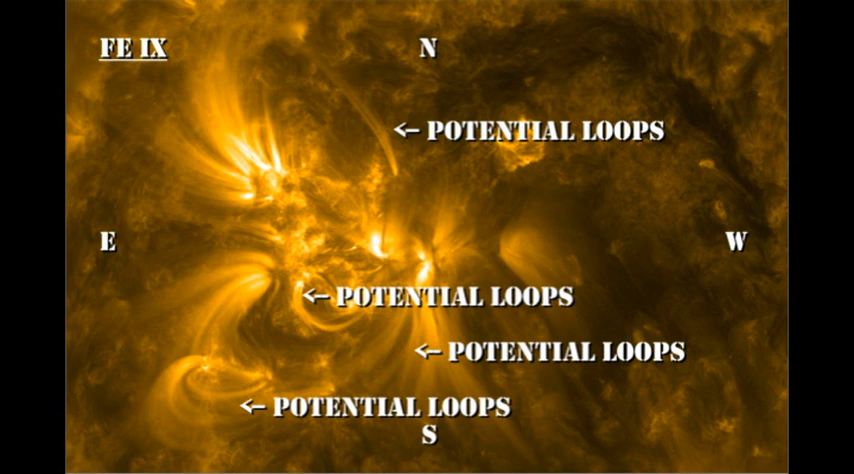 FE IX
N
<- POTENTIAL LOOPS
E
W
<- POTENTIAL LOOPS
<- POTENTIAL LOOPS
<- POTENTIAL LOOPS
S